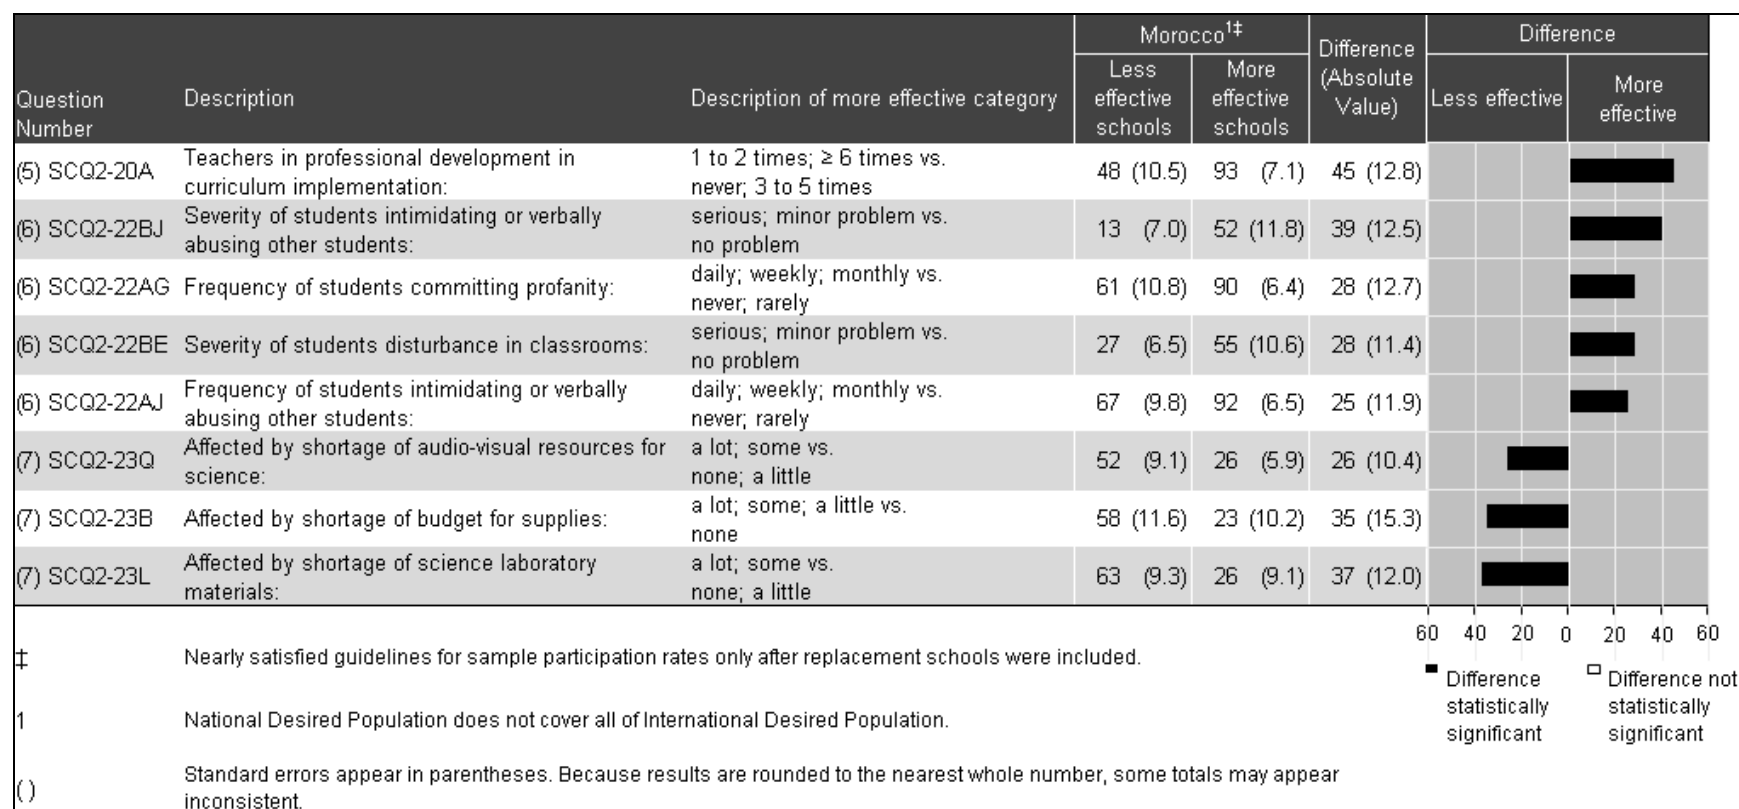 Morocco1‡ Difference
Difference (Absolute Value)
Question Number Description Description of more effective category Less effective schools More effective schools Less effective More effective
(5) SCQ2-20A Teachers in professional development in 1 to 2 times; ≥ 6 times vs. 48 (10.5) 93 (7.1) 45 (12.8)
curriculum implementation: never; 3 to 5 times
(6) SCQ2-22BJ Severity of students intimidating or verbally serious; minor problem vs. 13 (7.0) 52 (11.8) 39 (12.5)
abusing other students: no problem
(6) SCQ2-22AG Frequency of students committing profanity: daily; weekly; monthly vs. 61 (10.8) 90 (6.4) 28 (12.7)
never; rarely
(6) SCQ2-22BE Severity of students disturbance in classrooms: serious; minor problem vs. 27 (6.5) 55 (10.6) 28 (11.4)
no problem
(6) SCQ2-22AJ Frequency of students intimidating or verbally daily; weekly; monthly vs. 67 (9.8) 92 (6.5) 25 (11.9)
abusing other students: never; rarely
(7) SCQ2-23Q Affected by shortage of audio-visual resources for a lot; some vs. 52 (9.1) 26 (5.9) 26 (10.4)
science: none; a little
(7) SCQ2-23B Affected by shortage of budget for supplies: a lot; some; a little vs. 58 (11.6) 23 (10.2) 35 (15.3)
none
(7) SCQ2-23L Affected by shortage of science laboratory a lot; some vs. 63 (9.3) 26 (9.1) 37 (12.0)
materials: none; a little
60 40 20 0 20 40 60
‡ Nearly satisfied guidelines for sample participation rates only after replacement schools were included.
Difference statistically significant
Difference not statistically significant
1 National Desired Population does not cover all of International Desired Population.
( ) Standard errors appear in parentheses. Because results are rounded to the nearest whole number, some totals may appear
inconsistent.